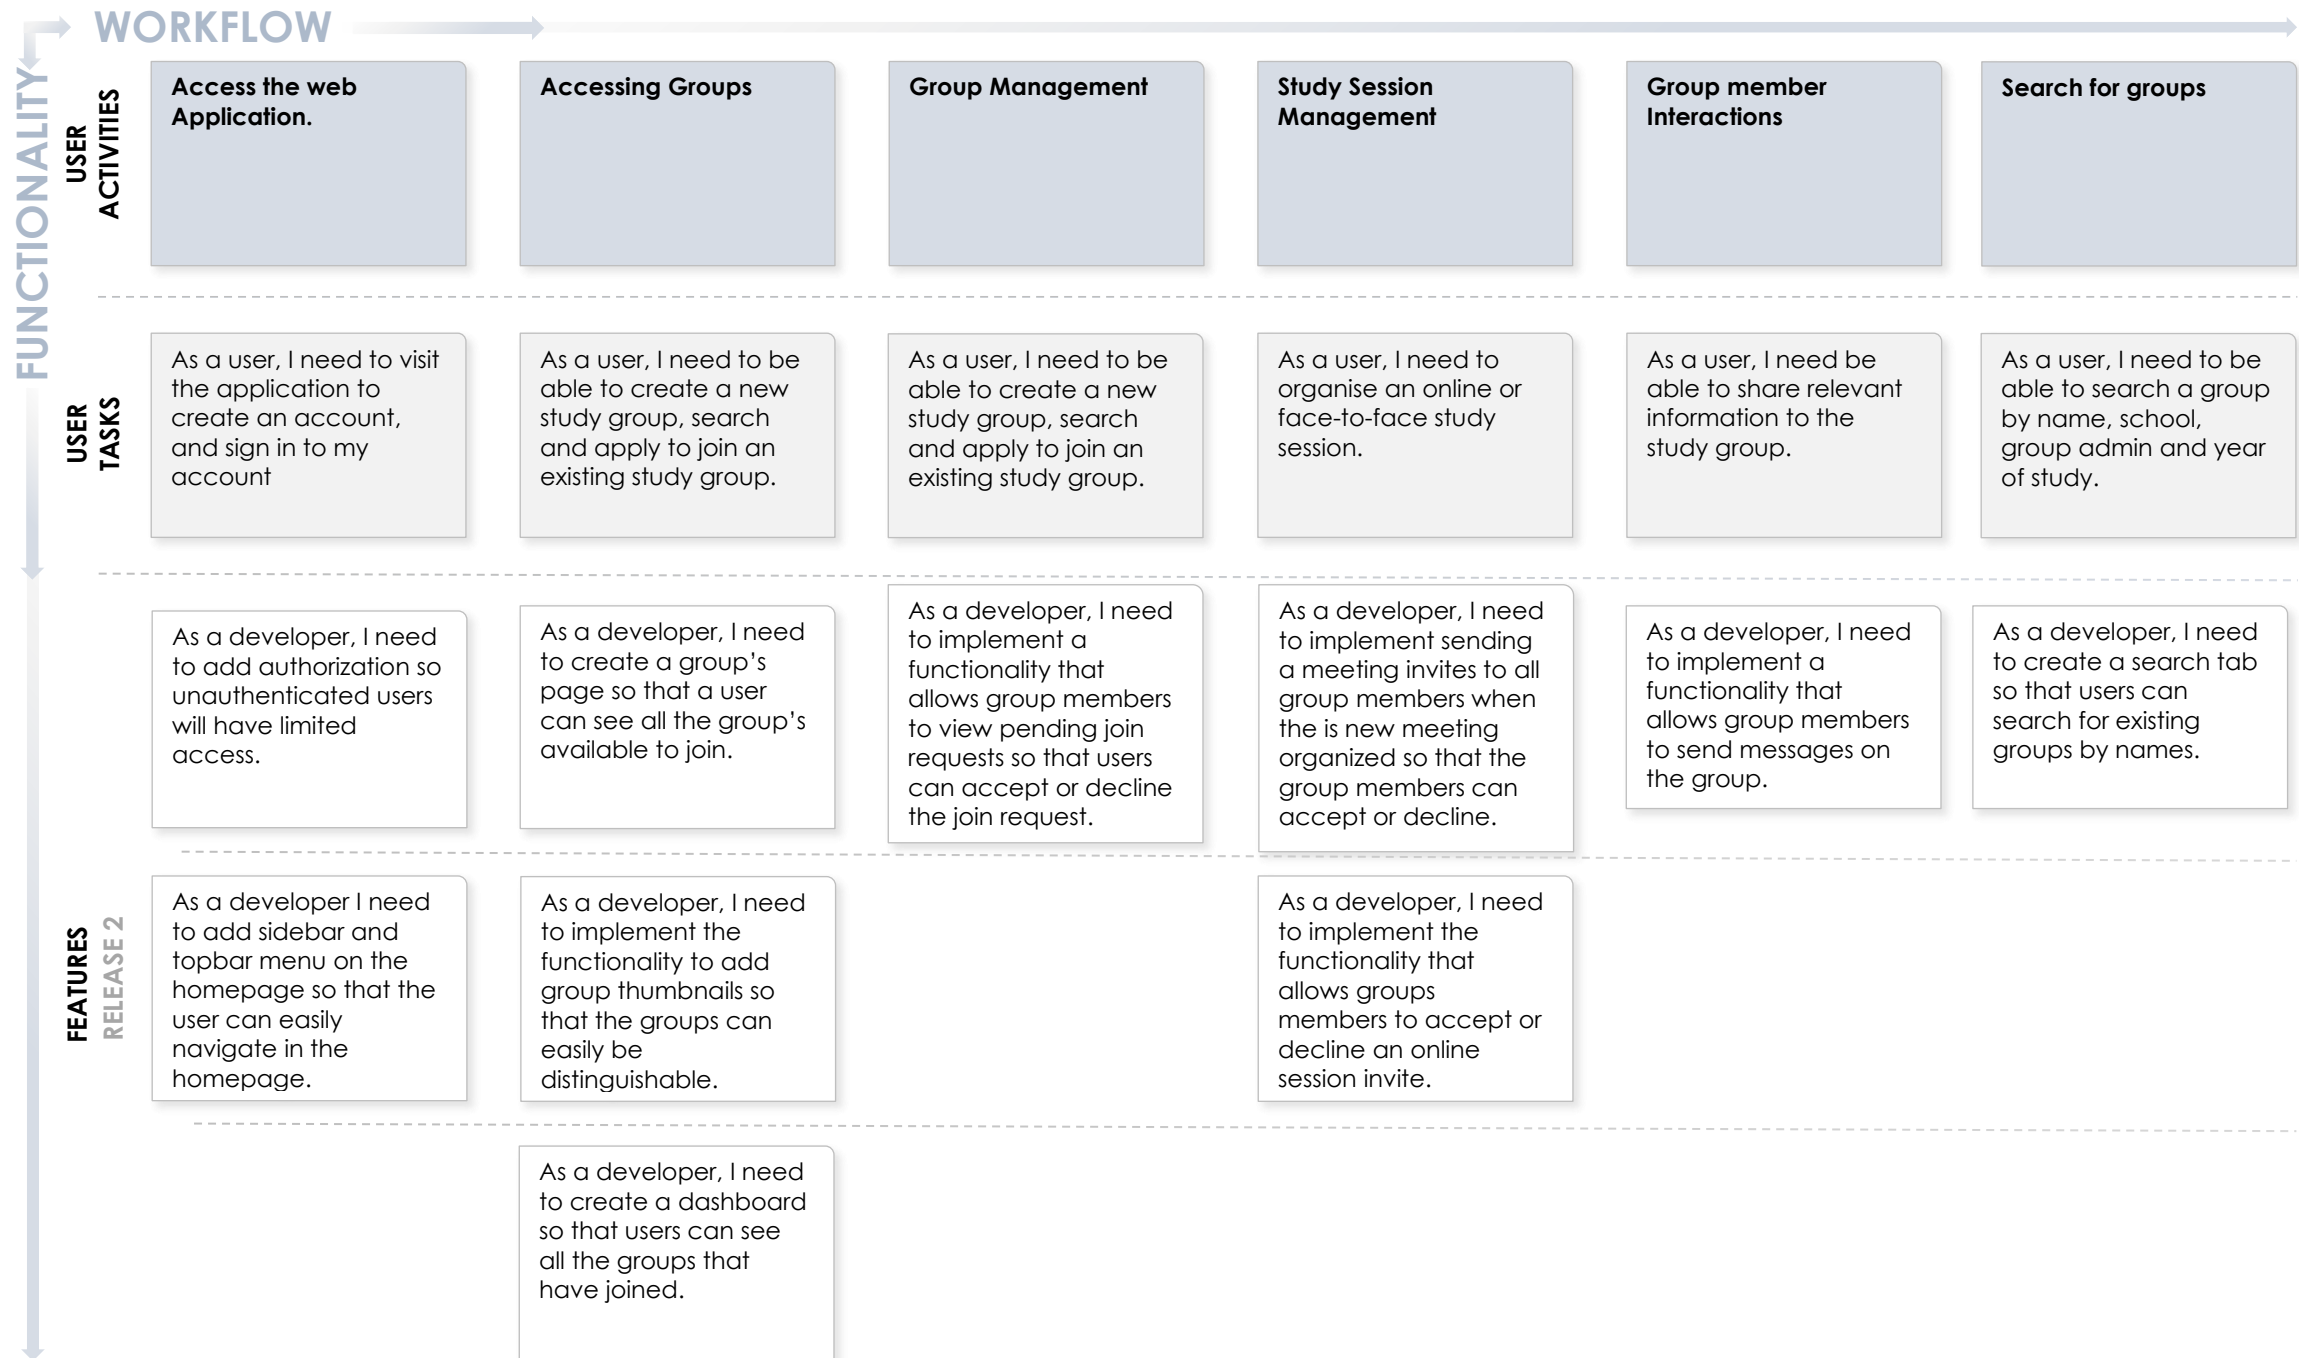 WORKFLOW
FUNCTIONALITY
USER
ACTIVITIES
Access the web
Application.
Accessing Groups
Group Management
Study Session
Management
Group member
Interactions
Search for groups
USER
TASKS
As a user, I need to visit
the application to
create an account,
and sign in to my
account
As a user, I need to be
able to create a new
study group, search
and apply to join an
existing study group.
As a user, I need to be
able to create a new
study group, search
and apply to join an
existing study group.
As a user, I need to
organise an online or
face-to-face study
session.
As a user, I need be
able to share relevant
information to the
study group.
As a user, I need to be
able to search a group
by name, school,
group admin and year
of study.
As a developer, I need
to add authorization so
unauthenticated users
will have limited
access.
As a developer, I need
to create a group’s
page so that a user
can see all the group’s
available to join.
As a developer, I need
to implement a
functionality that
allows group members
to view pending join
requests so that users
can accept or decline
the join request.
As a developer, I need
to implement sending
a meeting invites to all
group members when
the is new meeting
organized so that the
group members can
accept or decline.
As a developer, I need
to implement a
functionality that
allows group members
to send messages on
the group.
As a developer, I need
to create a search tab
so that users can
search for existing
groups by names.
FEATURES
RELEASE 2
As a developer I need
to add sidebar and
topbar menu on the
homepage so that the
user can easily
navigate in the
homepage.
As a developer, I need
to implement the
functionality to add
group thumbnails so
that the groups can
easily be
distinguishable.
As a developer, I need
to implement the
functionality that
allows groups
members to accept or
decline an online
session invite.
As a developer, I need
to create a dashboard
so that users can see
all the groups that
have joined.